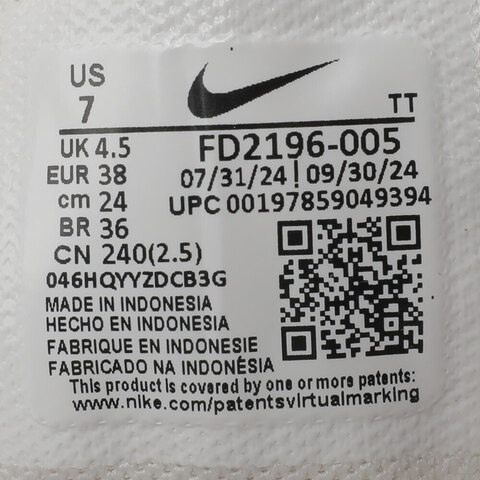 US
7
TT
UK 4.5
EUR 38
cm 24
BR 36
CN 240(2.5)
FD2196-005
07/31/24 | 09/30/24
UPC 00197859049394
046HQYYZDCB3G
MADE IN INDONESIA
HECHO EN INDONESIA
FABRIQUE EN INDONESIE
FABRICADO NA INDONÉSIA
This product is covered by one or more patents:
www.nike.com/patentsvirtualmarking